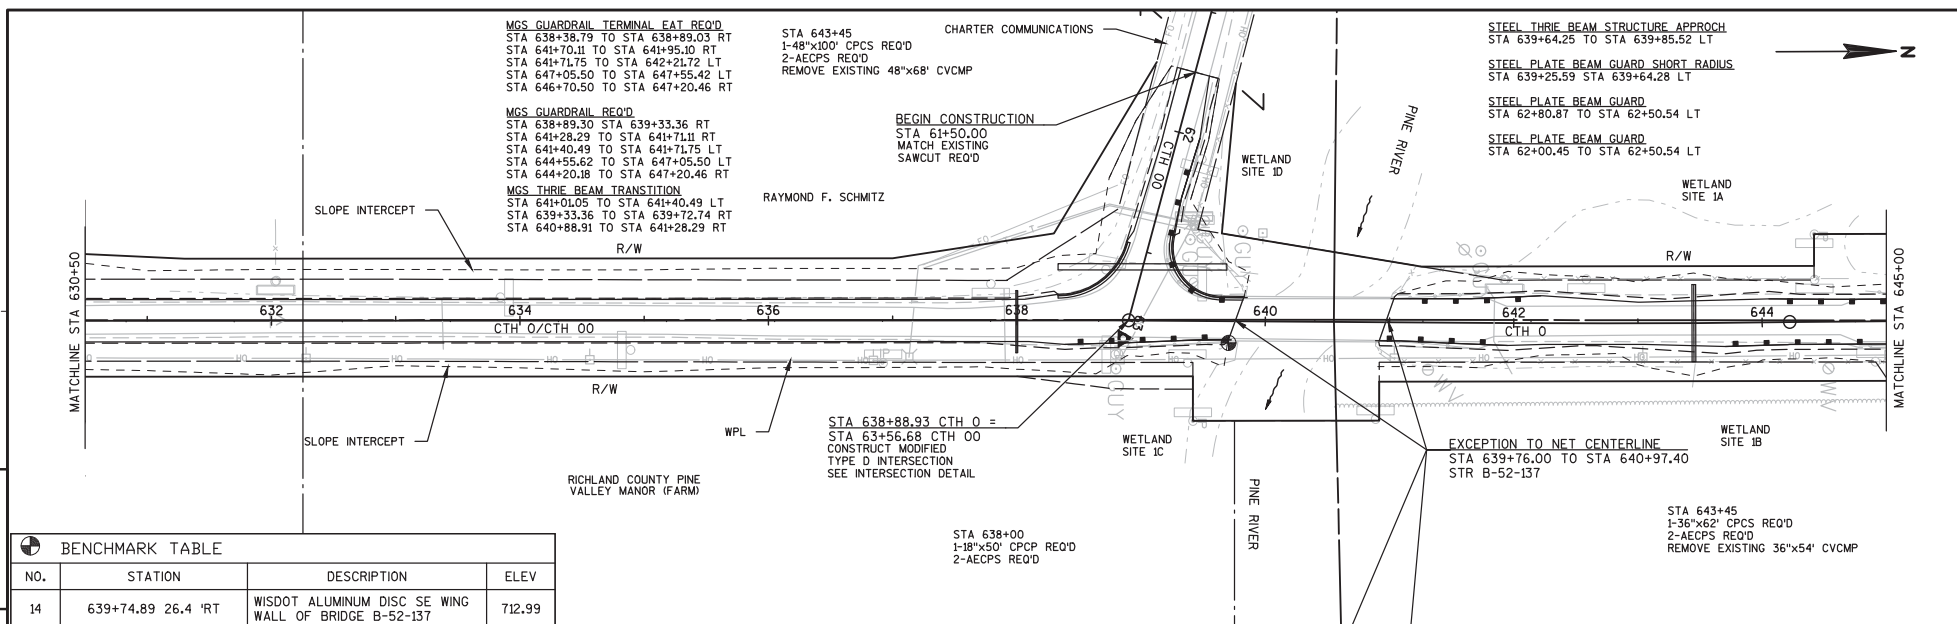 MGS GUARDRAIL TERMINAL EAT REQ'D
STA 638+38.79 TO STA 638+89.03 RT
STA 641+70.11 TO STA 641+95.10 RT
STA 641+71.75 TO STA 642+21.72 LT
STA 647+05.50 TO STA 647+55.42 LT
STA 646+70.50 TO STA 647+20.46 RT
MGS GUARDRAIL REQ'D
STA 638+89.30 STA 639+33.36 RT
STA 641+28.29 TO STA 641+71.11 RT
STA 641+40.49 TO STA 641+71.75 LT
STA 644+55.62 TO STA 647+05.50 LT
STA 644+20.18 TO STA 647+20.46 RT
MGS THRIE BEAM TRANSTITION
STA 641+01.05 TO STA 641+40.49 LT
STA 639+33.36 TO STA 639+72.74 RT
STA 640+88.91 TO STA 641+28.29 RT
STA 643+45
1-48"x100' CPCS REQ'D
2-AECPS REQ'D
REMOVE EXISTING 48"x68' CVCMP
CHARTER COMMUNICATIONS
BEGIN CONSTRUCTION
STA 61+50.00
MATCH EXISTING
SAWCUT REQ'D
STEEL THRIE BEAM STRUCTURE APPROCH
STA 639+64.25 TO STA 639+85.52 LT
STEEL PLATE BEAM GUARD SHORT RADIUS
STA 639+25.59 STA 639+64.28 LT
STEEL PLATE BEAM GUARD
STA 62+80.87 TO STA 62+50.54 LT
STEEL PLATE BEAM GUARD
STA 62+00.45 TO STA 62+50.54 LT
N
7
PINE RIVER
WETLAND
SITE 1D
WETLAND
SITE 1A
62
CTH OO
RAYMOND F. SCHMITZ
SLOPE INTERCEPT
R/W
R/W
MATCHLINE STA 630+50
MATCHLINE STA 645+00
FO
T
FO
HO
GUY
632
634
636
638
63
640
642
644
CTH O/CTH OO
CTH O
HO
HO
HO
HO
HO
HO
HO
HO
HO
GUY
R/W
SLOPE INTERCEPT
WPL
STA 638+88.93 CTH O =
STA 63+56.68 CTH OO
CONSTRUCT MODIFIED
TYPE D INTERSECTION
SEE INTERSECTION DETAIL
WETLAND
SITE 1C
EXCEPTION TO NET CENTERLINE
STA 639+76.00 TO STA 640+97.40
STR B-52-137
WETLAND
SITE 1B
RICHLAND COUNTY PINE
VALLEY MANOR (FARM)
PINE RIVER
STA 638+00
1-18"x50' CPCP REQ'D
2-AECPS REQ'D
STA 643+45
1-36"x62' CPCS REQ'D
2-AECPS REQ'D
REMOVE EXISTING 36"x54' CVCMP
BENCHMARK TABLE
NO. STATION DESCRIPTION ELEV
14 639+74.89 26.4 'RT WISDOT ALUMINUM DISC SE WING
WALL OF BRIDGE B-52-137 712.99